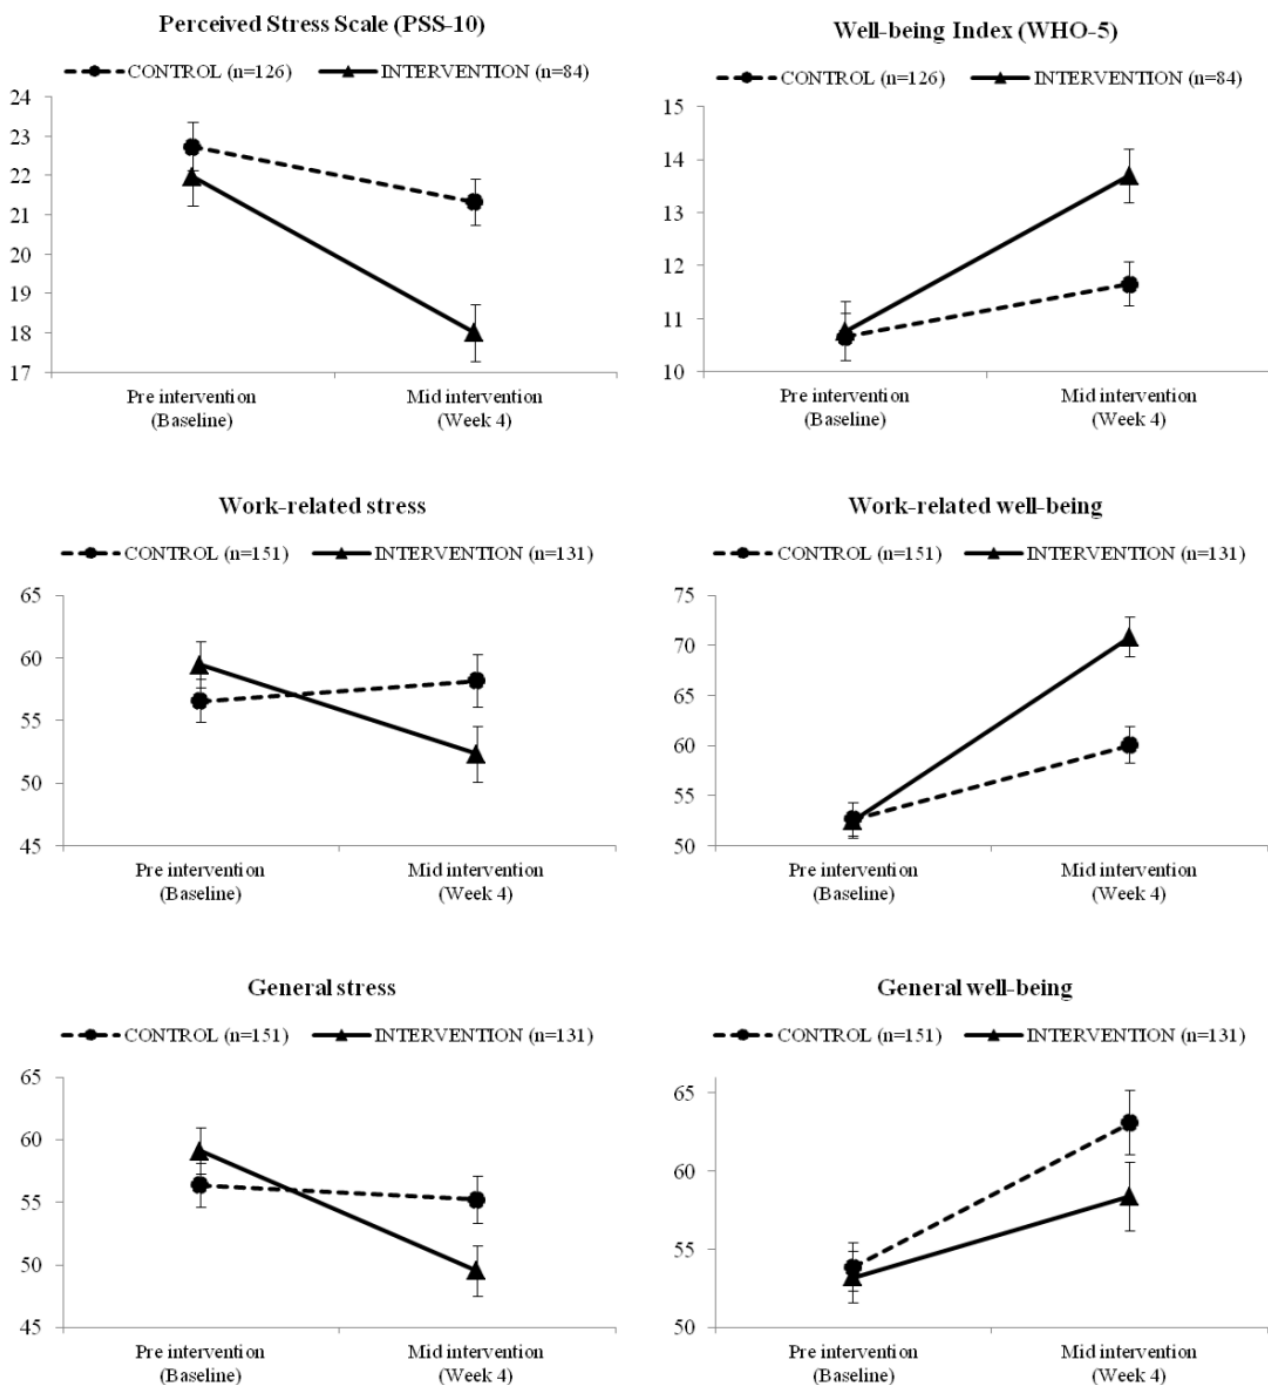 Perceived Stress Scale (PSS-10)
CONTROL (n=126) INTERVENTION (n=84)
24
23
22
21
20
19
18
17
Pre intervention
(Baseline)
Mid intervention
(Week 4)
Well-being Index (WHO-5)
CONTROL (n=126) INTERVENTION (n=84)
15
14
13
12
11
10
Pre intervention
(Baseline)
Mid intervention
(Week 4)
Work-related stress
CONTROL (n=151) INTERVENTION (n=131)
65
60
55
50
45
Pre intervention
(Baseline)
Mid intervention
(Week 4)
Work-related well-being
CONTROL (n=151) INTERVENTION (n=131)
75
70
65
60
55
50
Pre intervention
(Baseline)
Mid intervention
(Week 4)
General stress
CONTROL (n=151) INTERVENTION (n=131)
65
60
55
50
45
Pre intervention
(Baseline)
Mid intervention
(Week 4)
General well-being
CONTROL (n=151) INTERVENTION (n=131)
65
60
55
50
Pre intervention
(Baseline)
Mid intervention
(Week 4)